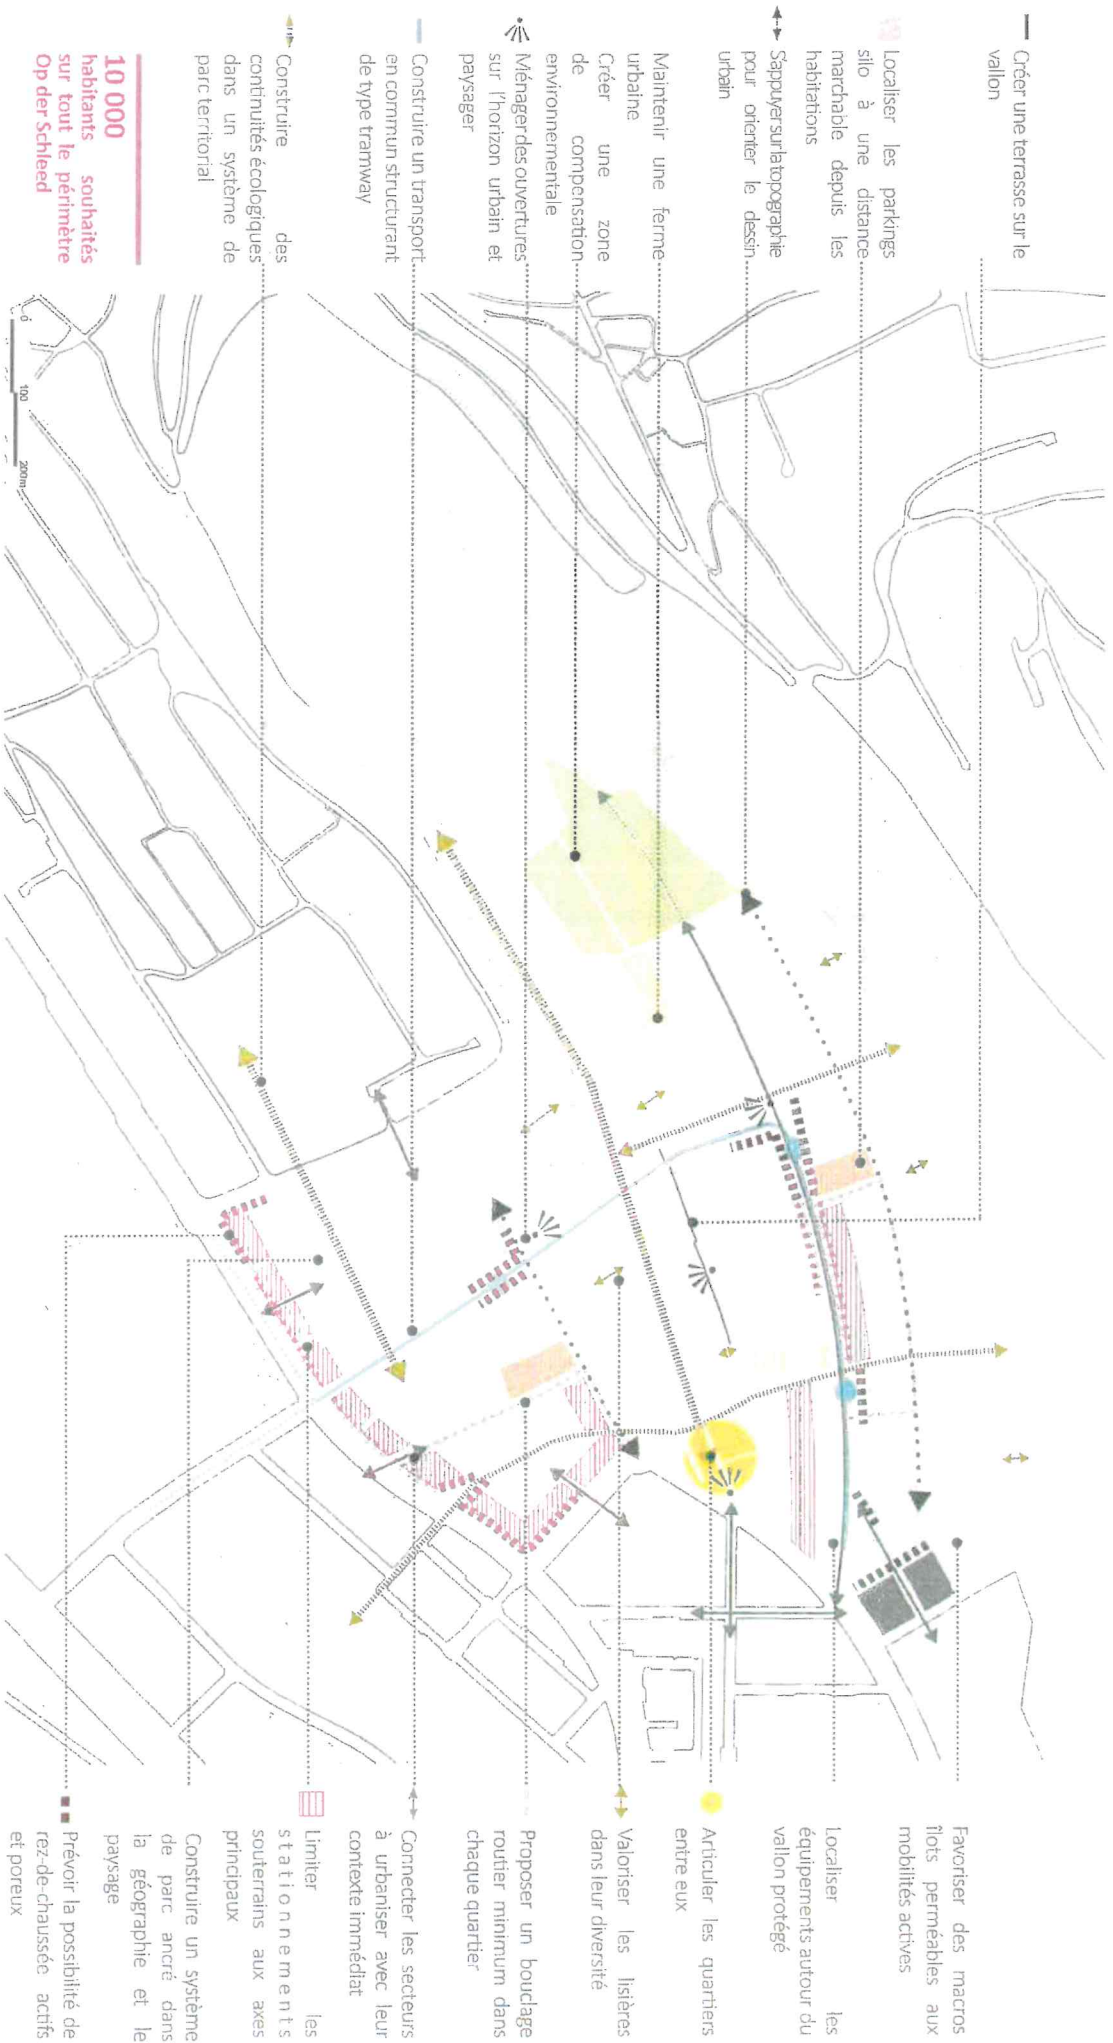 Créer une terrasse sur le
vallon
Localiser les parkings
silo à une distance
marchable depuis les
habitations
S'appuyer sur la topographie
pour orienter le dessin
urbain
Maintenir une ferme
urbaine
Créer une zone
de compensation
environnementale
Ménager des ouvertures
sur l'horizon urbain et
paysager
Construire un transport
en commun structurant
de type tramway
Construire des
continuités écologiques
dans un système de
parc territorial
10 000
habitants souhaités
sur tout le périmètre
Op der Schleed
0 100 200m
Favoriser des macros
îlots perméables aux
mobilités actives
Localiser les
équipements autour du
vallon protégé
Articuler les quartiers
entre eux
Valoriser les lisières
dans leur diversité
Proposer un bouclage
routier minimum dans
chaque quartier
Connecter les secteurs
à urbaniser avec leur
contexte immédiat
Limiter les
stationnements
souterrains aux axes
principaux
Construire un système
de parc ancré dans
la géographie et le
paysage
Prévoir la possibilité de
rez-de-chaussée actifs
et poreux